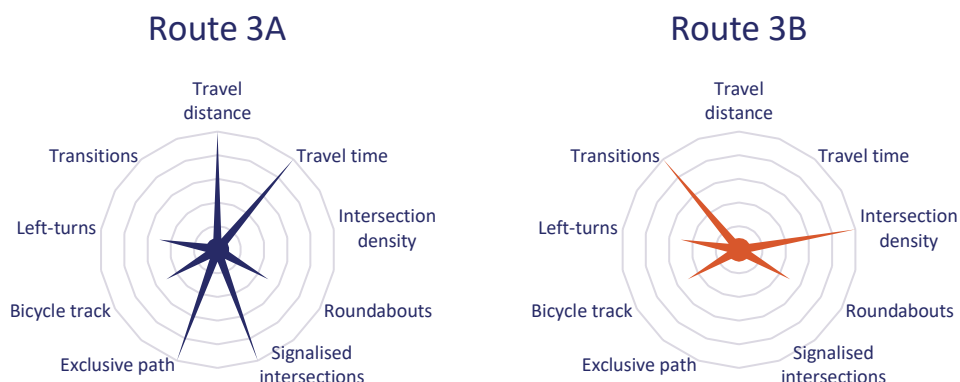 Route 3A
Travel
distance
Transitions
Travel time
Left-turns
Intersection
density
Bicycle track
Roundabouts
Exclusive path
Signalised
intersections
Route 3B
Travel
distance
Transitions
Travel time
Left-turns
Intersection
density
Bicycle track
Roundabouts
Exclusive path
Signalised
intersections